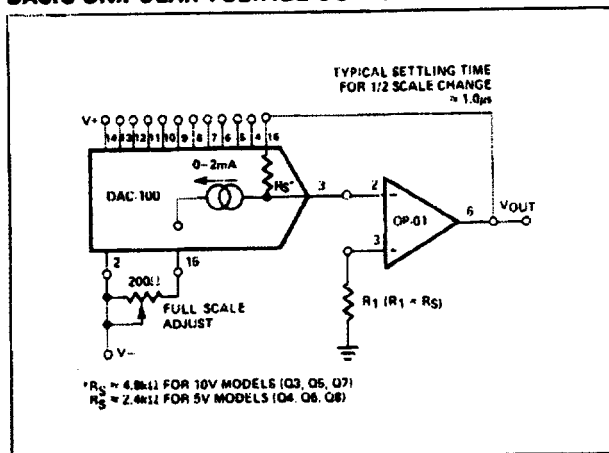 TYPICAL SETTLING TIME
FOR 1/2 SCALE CHANGE
≈ 1.0µs
V+
14 13 12 11 10 9 8 7 6 5 4 15
0–2mA
RS*
DAC-100
3
2
OP-01
6
VOUT
3
2
16
200Ω
FULL SCALE
ADJUST
R1 (R1 ≈ RS)
V–
*RS ≈ 4.8kΩ FOR 10V MODELS (Q3, Q5, Q7)
RS ≈ 2.4kΩ FOR 5V MODELS (Q4, Q6, Q8)